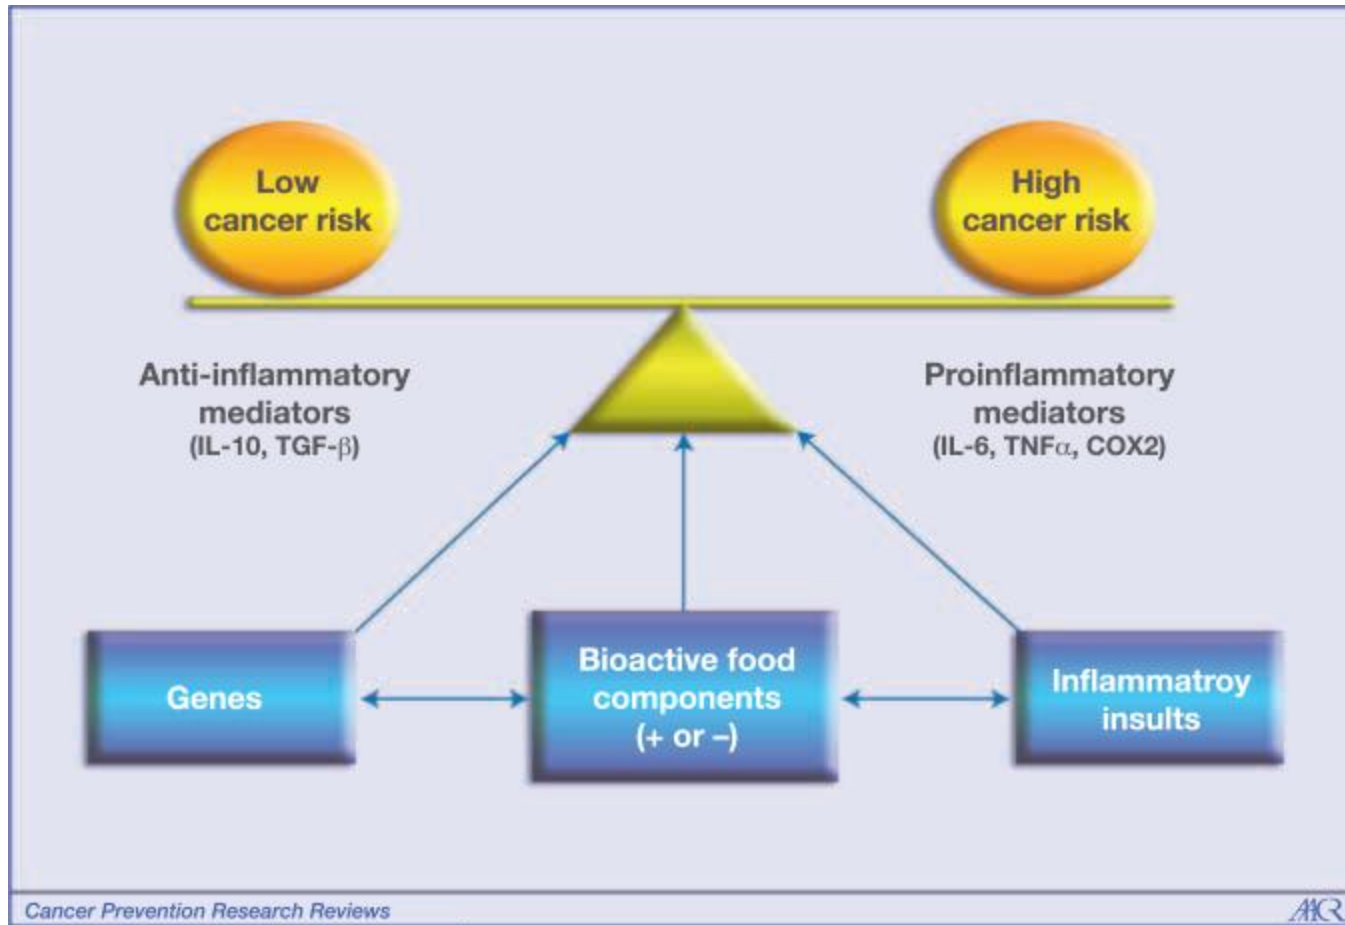 Low
cancer risk
High
cancer risk
Anti-inflammatory
mediators
(IL-10, TGF-β)
Proinflammatory
mediators
(IL-6, TNFα, COX2)
Genes
Bioactive food
components
(+ or –)
Inflammatroy
insults
Cancer Prevention Research Reviews
AACR